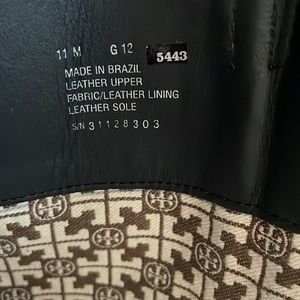 11 M G 12 5443
MADE IN BRAZIL
LEATHER UPPER
FABRIC/LEATHER LINING
LEATHER SOLE
S/N 31128303